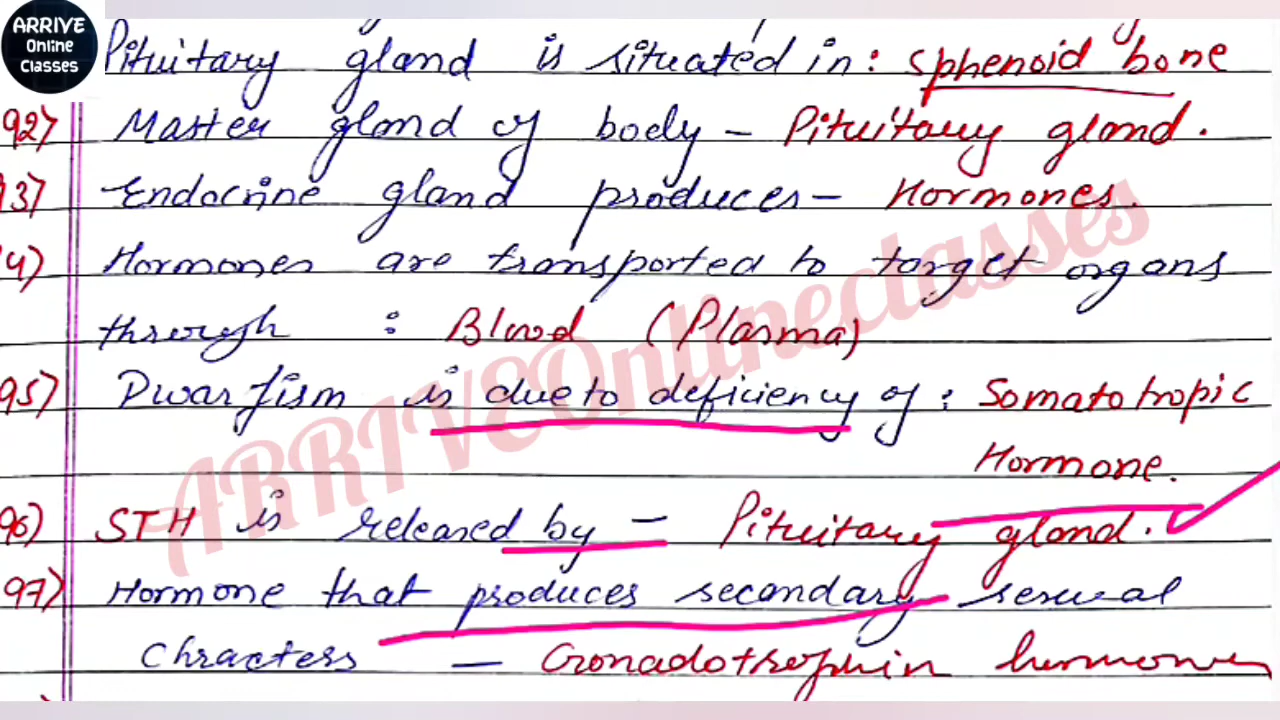 ARRIVE
Online
Classes
Pituitary gland is situated in: Sphenoid bone
92) Master gland of body – Pituitary gland.
93) Endocrine gland produces – Hormones
4) Hormones are transported to target organs
through : Blood (Plasma)
95) Dwarfism is due to deficiency of : Somatotropic
Hormone.
96) STH is released by – Pituitary gland.
97) Hormone that produces secondary sexual
Chracters – Gonadotrophin hormones
ARRIVEOnlineclasses